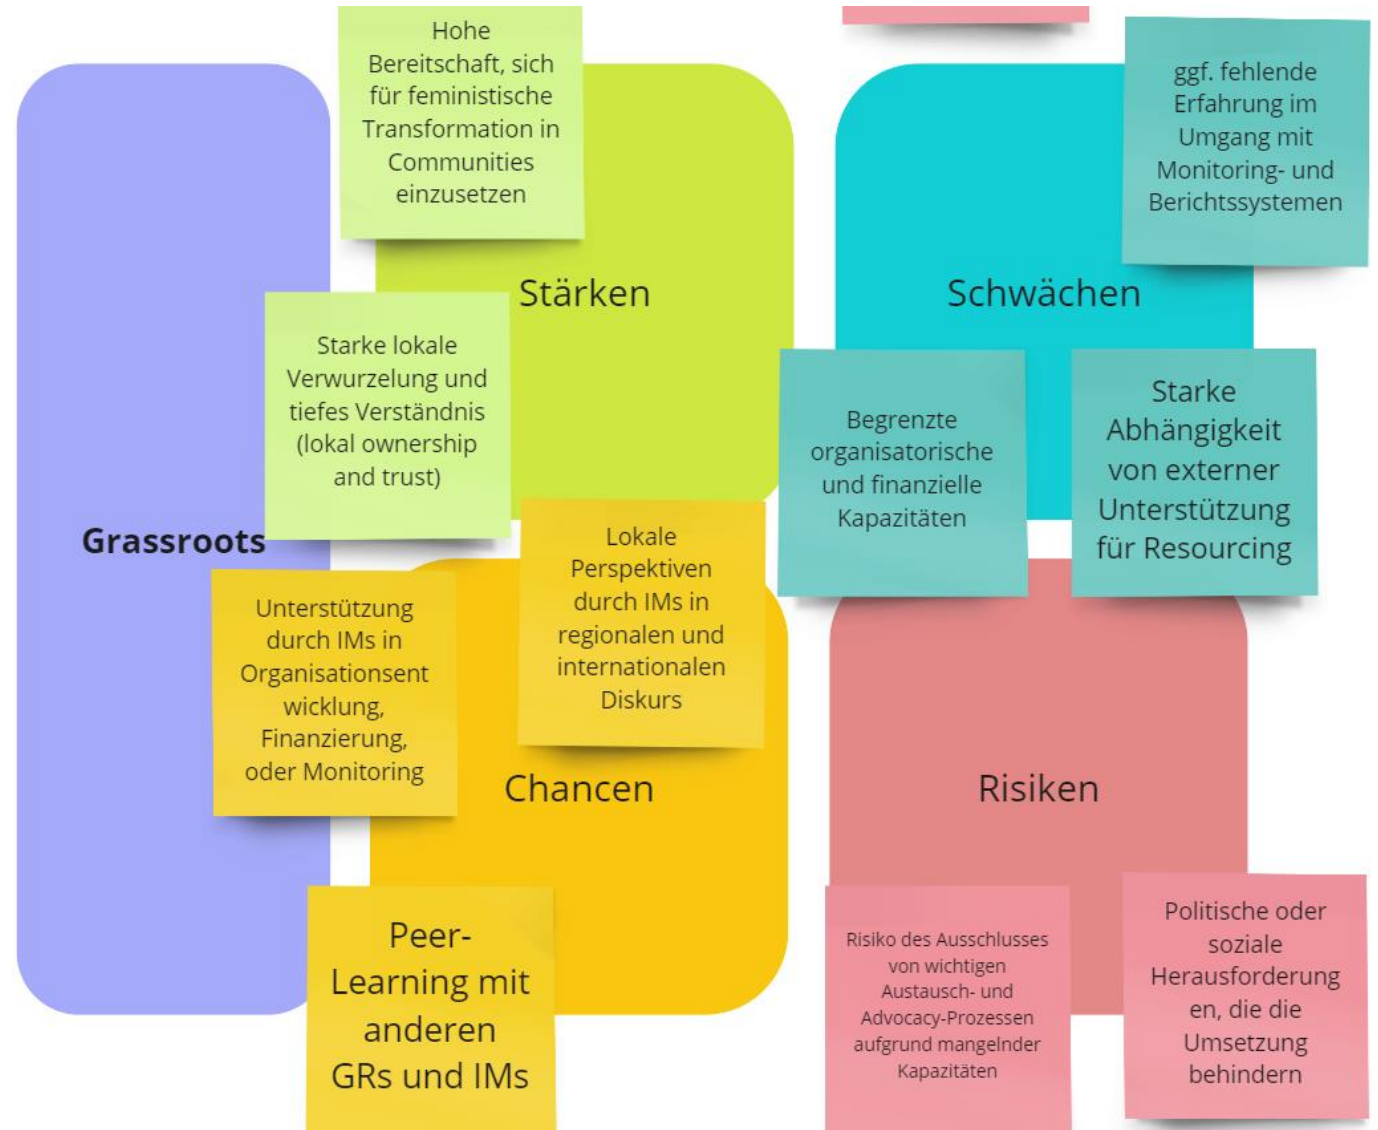 Hohe
Bereitschaft, sich
für feministische
Transformation in
Communities
einzusetzen
Stärken
Starke lokale
Verwurzelung und
tiefes Verständnis
(lokal ownership
and trust)
ggf. fehlende
Erfahrung im
Umgang mit
Monitoring- und
Berichtssystemen
Schwächen
Begrenzte
organisatorische
und finanzielle
Kapazitäten
Starke
Abhängigkeit
von externer
Unterstützung
für Resourcing
Grassroots
Unterstützung
durch IMs in
Organisationsent
wicklung,
Finanzierung,
oder Monitoring
Lokale
Perspektiven
durch IMs in
regionalen und
internationalen
Diskurs
Chancen
Peer-
Learning mit
anderen
GRs und IMs
Risiken
Risiko des Ausschlusses
von wichtigen
Austausch- und
Advocacy-Prozessen
aufgrund mangelnder
Kapazitäten
Politische oder
soziale
Herausforderung
en, die die
Umsetzung
behindern